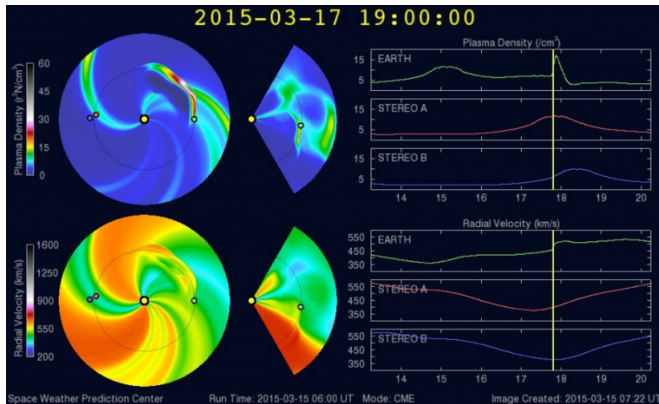 2015-03-17 19:00:00
Plasma Density (r²N/cm³)
60
45
30
15
0
Plasma Density (/cm³)
EARTH
15
5
STEREO A
15
5
STEREO B
15
5
14 15 16 17 18 19 20
Radial Velocity (km/s)
1600
1250
900
550
200
Radial Velocity (km/s)
EARTH
550
450
350
STEREO A
550
450
350
STEREO B
550
450
350
14 15 16 17 18 19 20
Space Weather Prediction Center Run Time: 2015-03-15 06:00 UT Mode: CME Image Created: 2015-03-15 07:22 UT